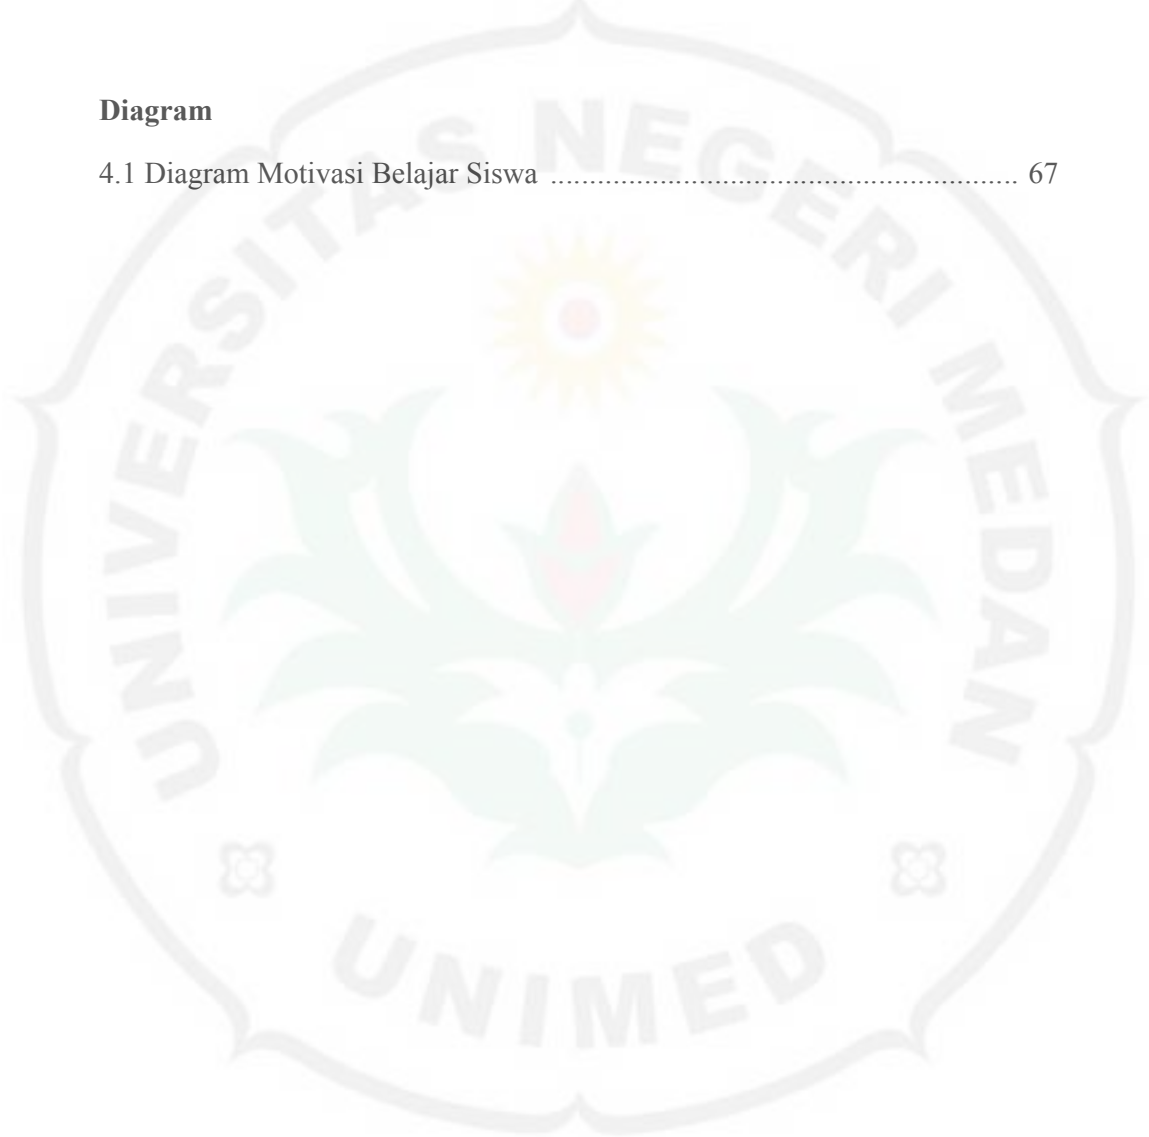 Diagram
4.1 Diagram Motivasi Belajar Siswa ............................................................ 67
UNIVERSITAS NEGERI MEDAN
UNIMED